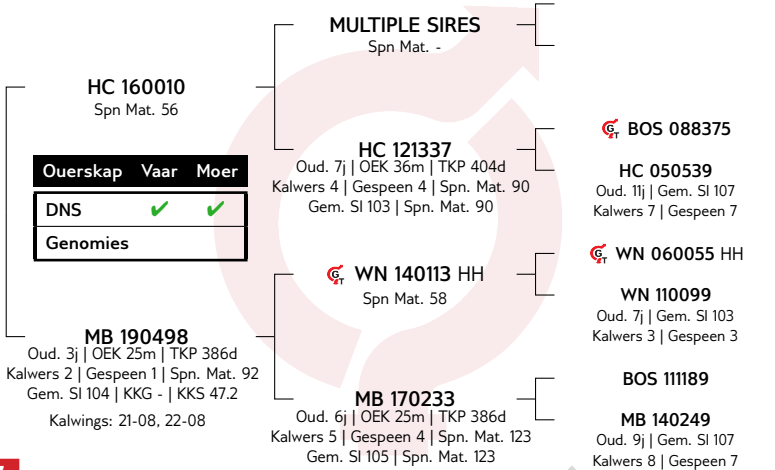 MULTIPLE SIRES
Spn Mat. -
HC 160010
Spn Mat. 56
G T BOS 088375
HC 121337
Oud. 7j | OEK 36m | TKP 404d
Kalwers 4 | Gespeen 4 | Spn. Mat. 90
Gem. SI 103 | Spn. Mat. 90
HC 050539
Oud. 11j | Gem. SI 107
Kalwers 7 | Gespeen 7
Ouerskap Vaar Moer
DNS ✔ ✔
Genomies
G T WN 060055 HH
G T WN 140113 HH
Spn Mat. 58
WN 110099
Oud. 7j | Gem. SI 103
Kalwers 3 | Gespeen 3
MB 190498
Oud. 3j | OEK 25m | TKP 386d
Kalwers 2 | Gespeen 1 | Spn. Mat. 92
Gem. SI 104 | KKG - | KKS 47.2
Kalwings: 21-08, 22-08
BOS 111189
MB 170233
Oud. 6j | OEK 25m | TKP 386d
Kalwers 5 | Gespeen 4 | Spn. Mat. 123
Gem. SI 105 | Spn. Mat. 123
MB 140249
Oud. 9j | Gem. SI 107
Kalwers 8 | Gespeen 7